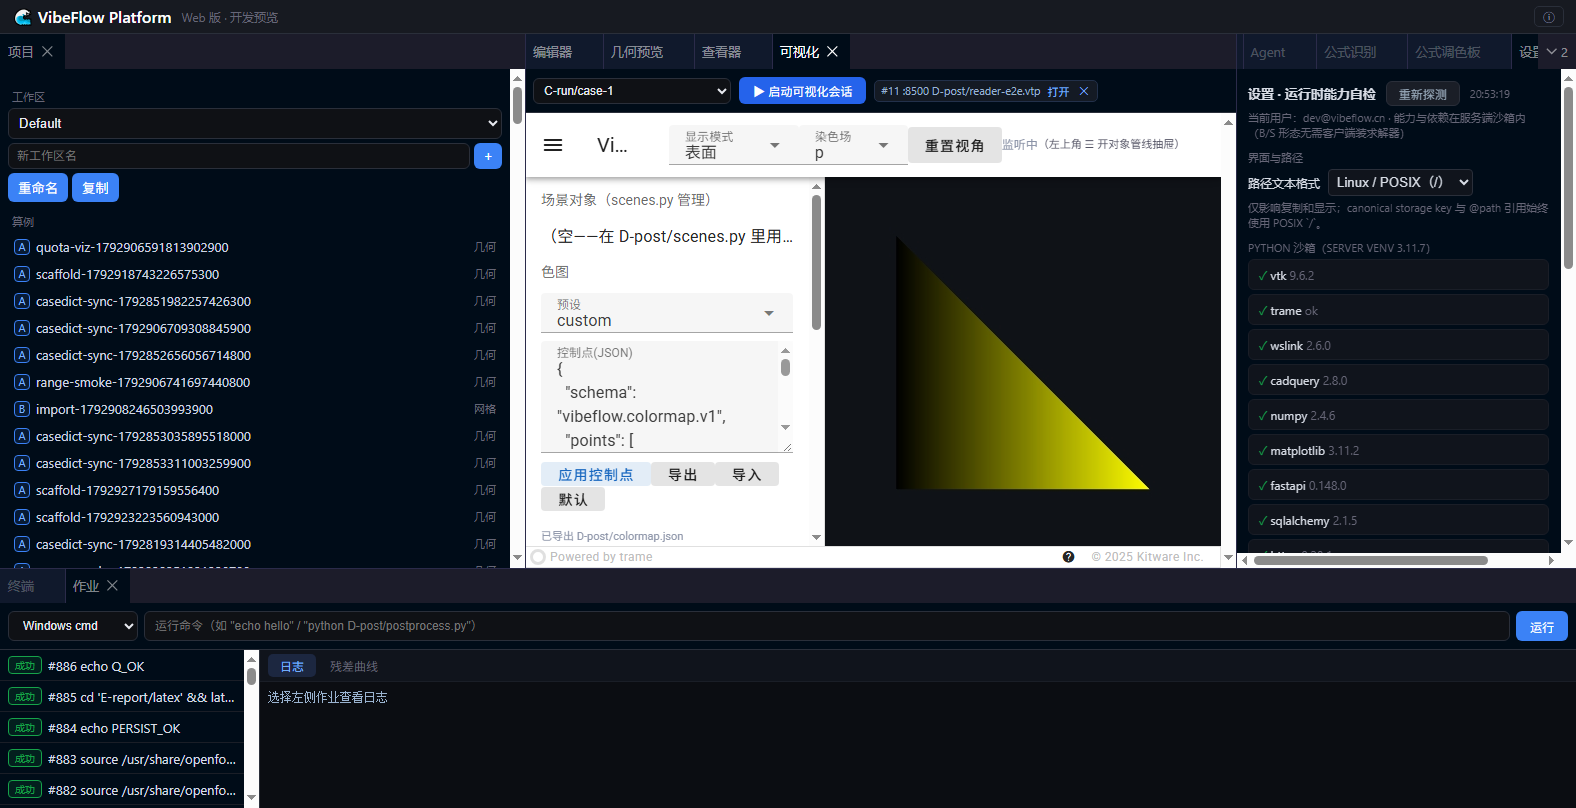 VibeFlow Platform Web 版 · 开发预览
项目
工作区
Default
新工作区名
+
重命名 复制
算例
A quota-viz-1792906591813902900 几何
A scaffold-1792918743226575300 几何
A casedict-sync-1792851982257426300 几何
A casedict-sync-1792906709308845900 几何
A casedict-sync-1792852656056714800 几何
A range-smoke-1792906741697440800 几何
B import-1792908246503993900 网格
A casedict-sync-1792853035895518000 几何
A casedict-sync-1792853311003259900 几何
A scaffold-1792927179159556400 几何
A scaffold-1792923223560943000 几何
A casedict-sync-1792819314405482000 几何
编辑器 几何预览 查看器 可视化
C-run/case-1
▶ 启动可视化会话
#11 :8500 D-post/reader-e2e.vtp 打开
Vi...
显示模式
表面
染色场
p
重置视角
监听中（左上角 ☰ 开对象管线抽屉）
场景对象（scenes.py 管理）
（空——在 D-post/scenes.py 里用...
色图
预设
custom
控制点(JSON)
{
"schema":
"vibeflow.colormap.v1",
"points": [
应用控制点 导出 导入
默认
已导出 D-post/colormap.json
Powered by trame
© 2025 Kitware Inc.
Agent 公式识别 公式调色板 设 2
设置 · 运行时能力自检 重新探测 20:53:19
当前用户：dev@vibeflow.cn · 能力与依赖在服务端沙箱内
（B/S 形态无需客户端装求解器）
界面与路径
路径文本格式 Linux / POSIX（/）
仅影响复制和显示；canonical storage key 与 @path 引用始终
使用 POSIX `/`。
PYTHON 沙箱（SERVER VENV 3.11.7）
✓ vtk 9.6.2
✓ trame ok
✓ wslink 2.6.0
✓ cadquery 2.8.0
✓ numpy 2.4.6
✓ matplotlib 3.11.2
✓ fastapi 0.148.0
✓ sqlalchemy 2.1.5
终端 作业
Windows cmd
运行命令（如 "echo hello" / "python D-post/postprocess.py"）
运行
成功 #886 echo Q_OK
成功 #885 cd 'E-report/latex' && lat...
成功 #884 echo PERSIST_OK
成功 #883 source /usr/share/openfo...
成功 #882 source /usr/share/openfo...
日志 残差曲线
选择左侧作业查看日志